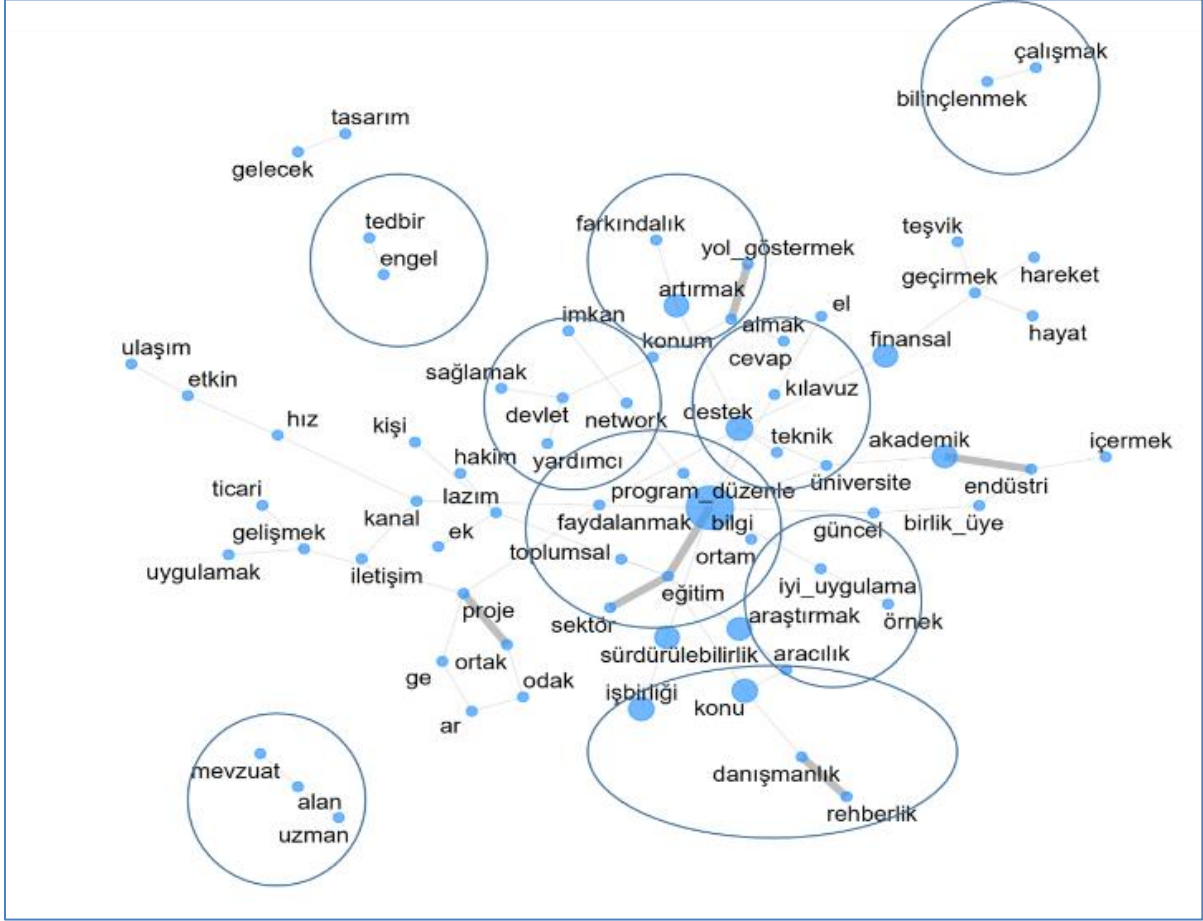 çalışmak
bilinçlenmek
tasarım
gelecek
tedbir
engel
farkındalık
yol_göstermek
artırmak
teşvik
geçirmek
hareket
hayat
imkan
konum
almak
el
cevap
finansal
ulaşım
etkin
sağlamak
devlet
network
destek
kılavuz
hız
kişi
yardımcı
teknik
akademik
içermek
hakim
lazım
program_düzenle
üniversite
endüstri
ticari
kanal
faydalanmak
bilgi
güncel
birlik_üye
gelişmek
ek
toplumsal
ortam
uygulamak
iletişim
eğitim
iyi_uygulama
proje
sektör
araştırmak
örnek
ge
ortak
sürdürülebilirlik
aracılık
odak
işbirliği
konu
ar
mevzuat
danışmanlık
alan
rehberlik
uzman